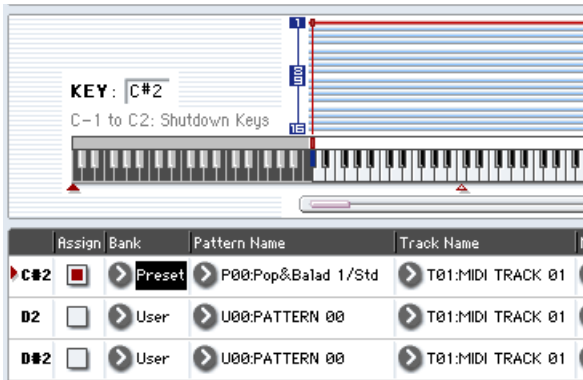 1
8
9
KEY: C#2
C-1 to C2: Shutdown Keys
16
Assign Bank Pattern Name Track Name
C#2 Preset P00:Pop&Balad 1/Std T01:MIDI TRACK 01
D2 User U00:PATTERN 00 T01:MIDI TRACK 01
D#2 User U00:PATTERN 00 T01:MIDI TRACK 01